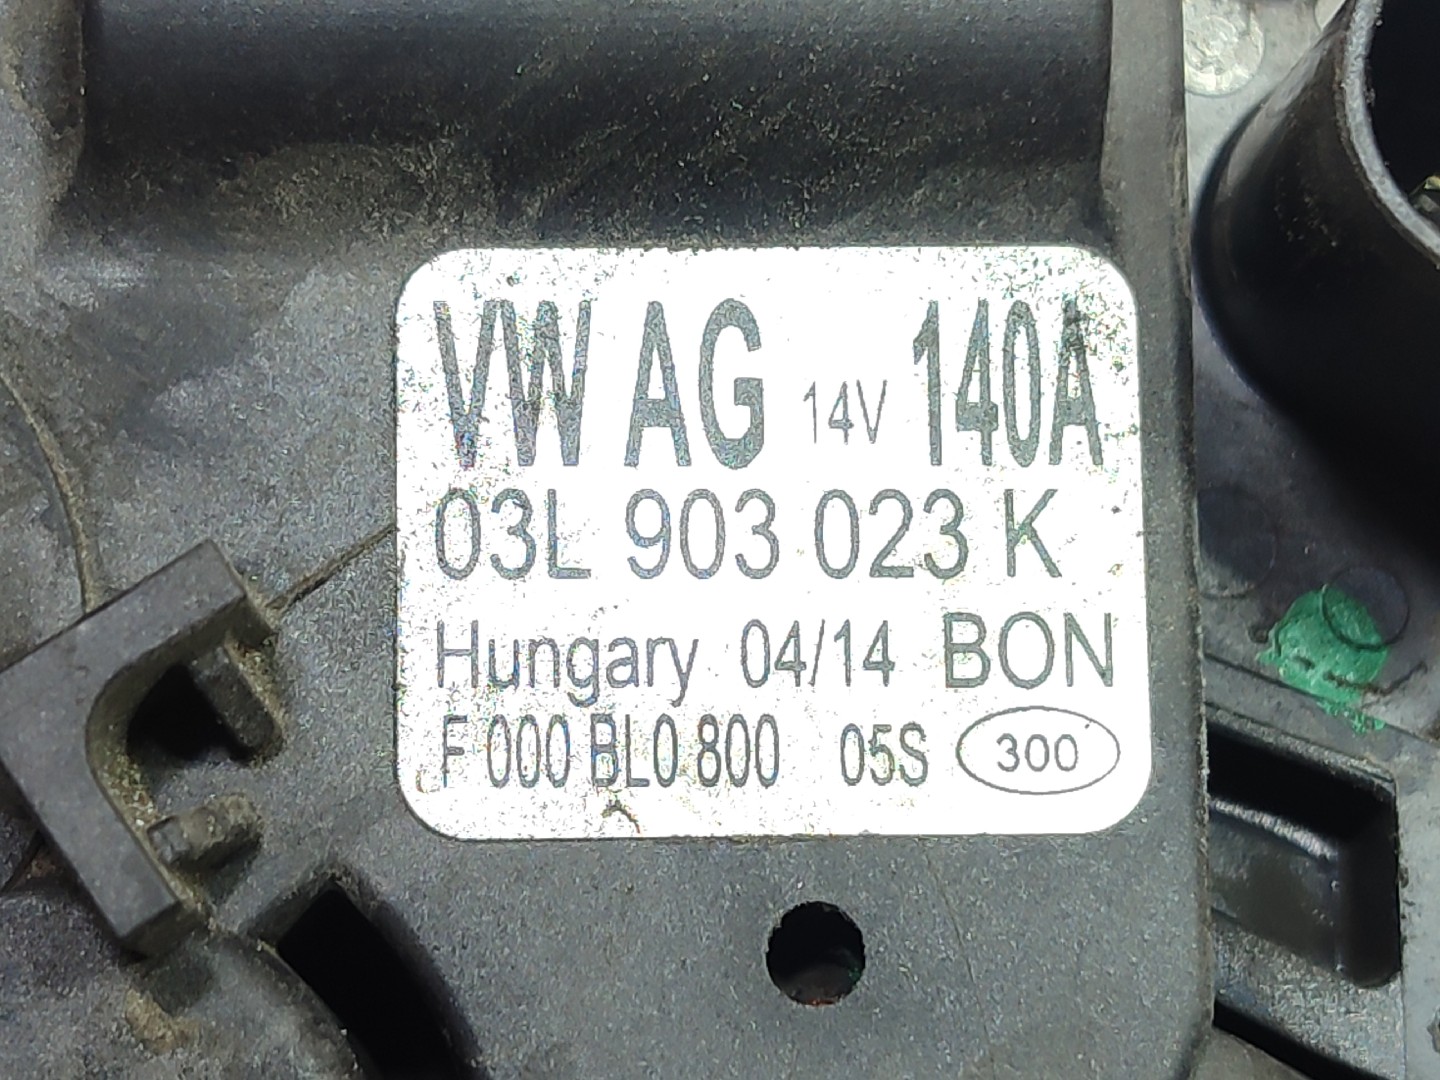 VW AG 14V 140A
03L 903 023 K
Hungary 04/14 BON
F 000 BL0 800 05S 300